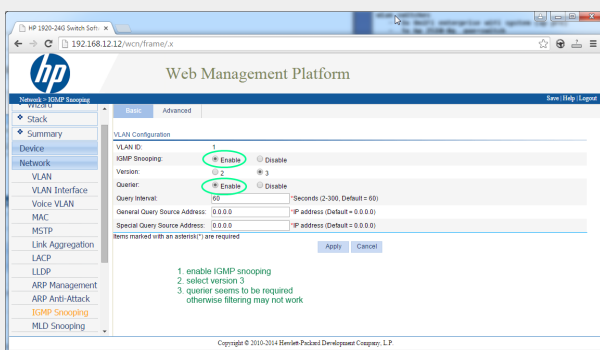 HP 1920-24G Switch Soft
192.168.12.12/wcn/frame/.x
hp
Web Management Platform
Network > IGMP Snooping
Save | Help | Logout
Wizard
Stack
Summary
Device
Network
VLAN
VLAN Interface
Voice VLAN
MAC
MSTP
Link Aggregation
LACP
LLDP
ARP Management
ARP Anti-Attack
IGMP Snooping
MLD Snooping
Basic Advanced
VLAN Configuration
VLAN ID: 1
IGMP Snooping: Enable Disable
Version: 2 3
Querier: Enable Disable
Query Interval: 60 *Seconds (2-300, Default = 60)
General Query Source Address: 0.0.0.0 *IP address (Default = 0.0.0.0)
Special Query Source Address: 0.0.0.0 *IP address (Default = 0.0.0.0)
Items marked with an asterisk(*) are required
Apply Cancel
1. enable IGMP snooping
2. select version 3
3. querier seems to be required
otherwise filtering may not work
Copyright © 2010-2014 Hewlett-Packard Development Company, L.P.